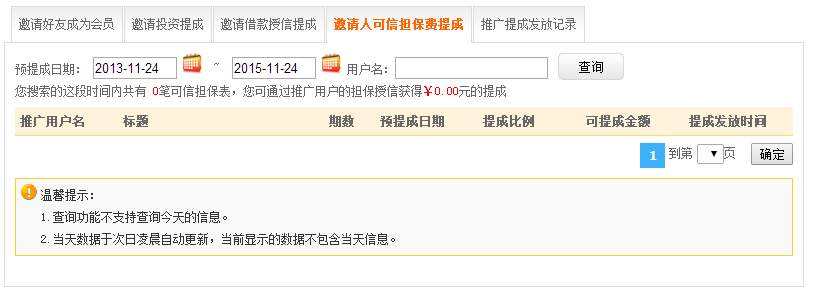 邀请好友成为会员 邀请投资提成 邀请借款授信提成 邀请人可信担保费提成 推广提成发放记录
预提成日期： 2013-11-24 ~ 2015-11-24 用户名： 查询
您搜索的这段时间内共有 0笔可信担保表，您可通过推广用户的担保授信获得￥0.00元的提成
推广用户名 标题 期数 预提成日期 提成比例 可提成金额 提成发放时间
1 到第 页 确定
温馨提示：
1.查询功能不支持查询今天的信息。
2.当天数据于次日凌晨自动更新，当前显示的数据不包含当天信息。